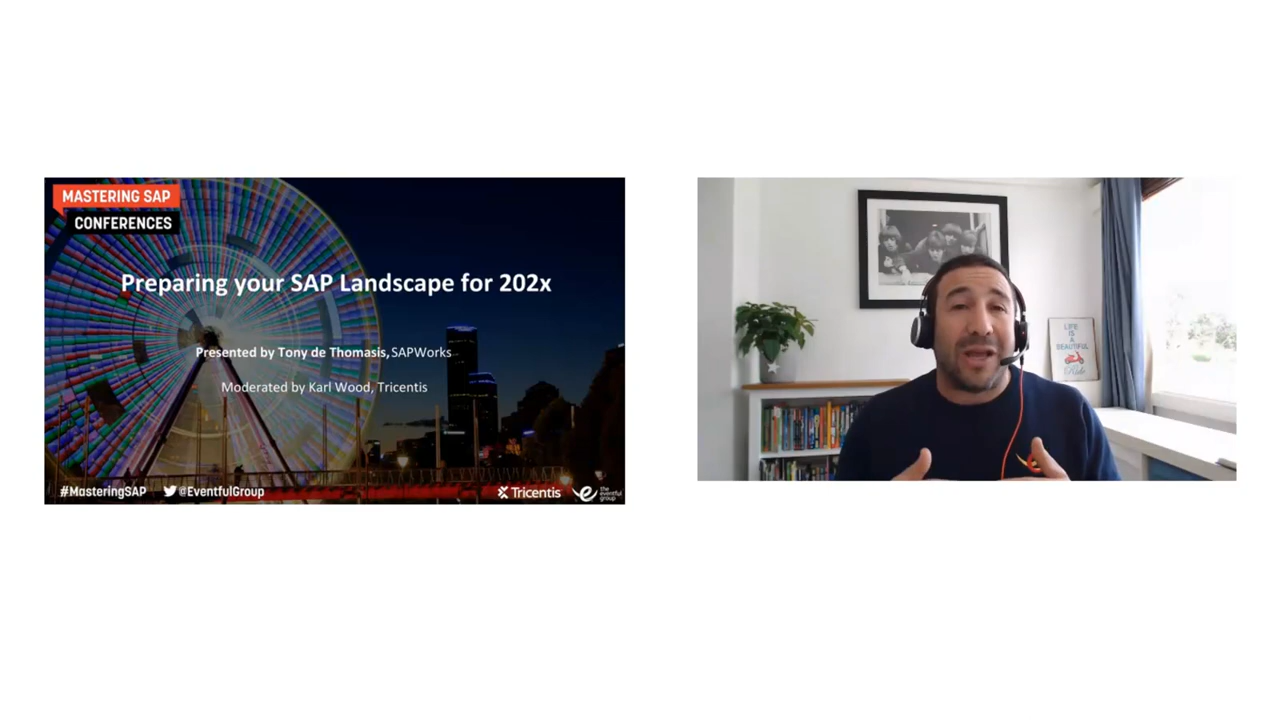 MASTERING SAP
CONFERENCES
Preparing your SAP Landscape for 202x
Presented by Tony de Thomasis, SAPWorks
Moderated by Karl Wood, Tricentis
#MasteringSAP
@EventfulGroup
Tricentis
the
eventful
group
LIFE
IS
A
BEAUTIFUL
Ride